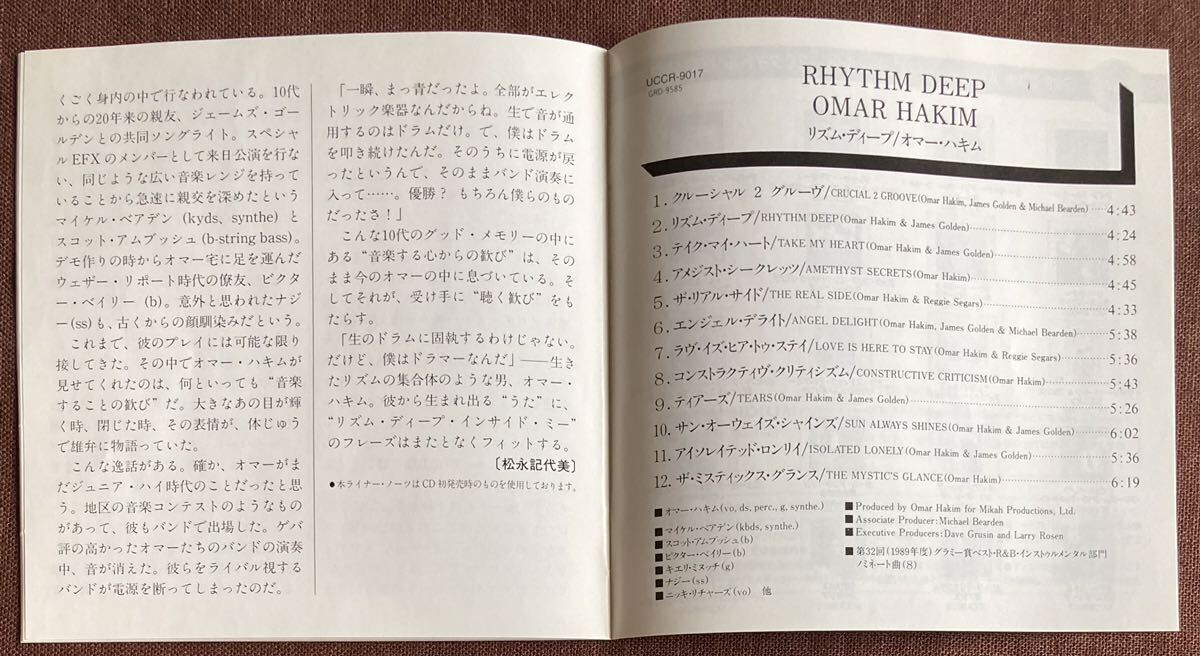 くごく身内の中で行なわれている。10代
からの20年来の親友、ジェームズ・ゴー
ルデンとの共同ソングライト。スペシャ
ルEFXのメンバーとして来日公演を行な
い、同じような広い音楽レンジを持って
いることから急速に親交を深めたという
マイケル・ベアデン (kyds, synthe) と
スコット・アムブッシュ(b-string bass)。
デモ作りの時からオマー宅に足を運んだ
ウェザー・リポート時代の僚友、ビクタ
ー・ベイリー (b)。意外と思われたナジ
ー(ss)も、古くからの顔馴染みだという。
これまで、彼のプレイには可能な限り
接してきた。その中でオマー・ハキムが
見せてくれたのは、何といっても“音楽
することの歓び”だ。大きなあの目が輝
く時、閉じた時、その表情が、体じゅう
で雄弁に物語っていた。
こんな逸話がある。確か、オマーがま
だジュニア・ハイ時代のことだったと思
う。地区の音楽コンテストのようなもの
があって、彼もバンドで出場した。ゲバ
評の高かったオマーたちのバンドの演奏
中、音が消えた。彼らをライバル視する
バンドが電源を断ってしまったのだ。
「一瞬、まっ青だったよ。全部がエレク
トリック楽器なんだからね。生で音が通
用するのはドラムだけ。で、僕はドラム
を叩き続けたんだ。そのうちに電源が戻
ったというんで、そのままバンド演奏に
入って……。優勝? もちろん僕らのもの
だったさ!」
こんな10代のグッド・メモリーの中に
ある“音楽する心からの歓び”は、その
まま今のオマーの中に息づいている。そ
してそれが、受け手に“聴く歓び”をも
たらす。
「生のドラムに固執するわけじゃない。
だけど、僕はドラマーなんだ」――生き
たリズムの集合体のような男、オマー・
ハキム。彼から生まれ出る“うた”に、
“リズム・ディープ・インサイド・ミー”
のフレーズはまたとなくフィットする。
〔松永記代美〕
●本ライナー・ノーツはCD初発売時のものを使用しております。
UCCR-9017
GRD-9585
RHYTHM DEEP
OMAR HAKIM
リズム・ディープ/オマー・ハキム
1. クルーシャル 2 グルーヴ/CRUCIAL 2 GROOVE(Omar Hakim, James Golden & Michael Bearden)……4:43
2. リズム・ディープ/RHYTHM DEEP(Omar Hakim & James Golden)……4:24
3. テイク・マイ・ハート/TAKE MY HEART(Omar Hakim & James Golden)……4:58
4. アメジスト・シークレッツ/AMETHYST SECRETS(Omar Hakim)……4:45
5. ザ・リアル・サイド/THE REAL SIDE(Omar Hakim & Reggie Segars)……4:33
6. エンジェル・デライト/ANGEL DELIGHT(Omar Hakim, James Golden & Michael Bearden)……5:38
7. ラヴ・イズ・ヒア・トゥ・ステイ/LOVE IS HERE TO STAY(Omar Hakim & Reggie Segars)……5:36
8. コンストラクティヴ・クリティシズム/CONSTRUCTIVE CRITICISM(Omar Hakim)……5:43
9. ティアーズ/TEARS(Omar Hakim & James Golden)……5:26
10. サン・オーウェイズ・シャインズ/SUN ALWAYS SHINES(Omar Hakim & James Golden)……6:02
11. アイソレイテッド・ロンリイ/ISOLATED LONELY(Omar Hakim & James Golden)……5:36
12. ザ・ミスティックス・グランス/THE MYSTIC'S GLANCE(Omar Hakim)……6:19
■オマー・ハキム(vo, ds, perc., g, synthe.)
■マイケル・ベアデン(kbds, synthe.)
■スコット・アムブッシュ(b)
■ビクター・ベイリー(b)
■キエリ・ミヌッチ(g)
■ナジー(ss)
■ニッキ・リチャーズ(vo) 他
■Produced by Omar Hakim for Mikah Productions, Ltd.
■Associate Producer: Michael Bearden
■Executive Producers: Dave Grusin and Larry Rosen
■第32回(1989年度)グラミー賞ベスト・R&B・インストゥルメンタル部門
ノミネート曲(8)